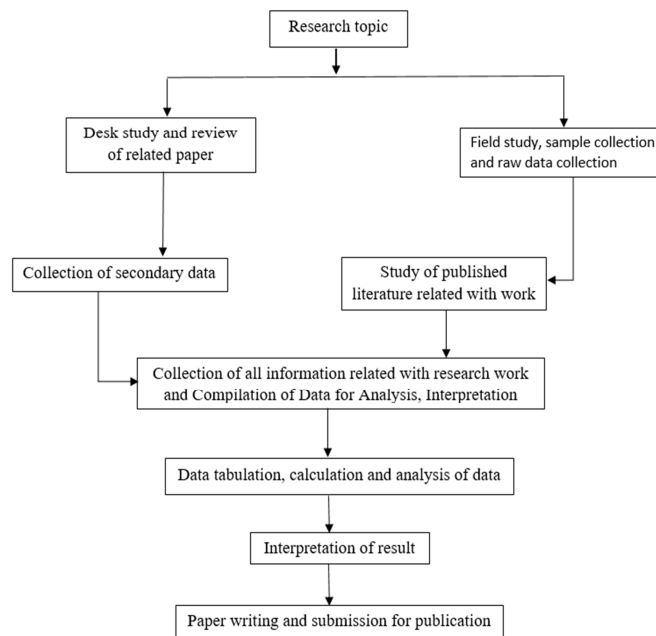 Research topic
Desk study and review
of related paper
Field study, sample collection
and raw data collection
Collection of secondary data
Study of published
literature related with work
Collection of all information related with research work
and Compilation of Data for Analysis, Interpretation
Data tabulation, calculation and analysis of data
Interpretation of result
Paper writing and submission for publication